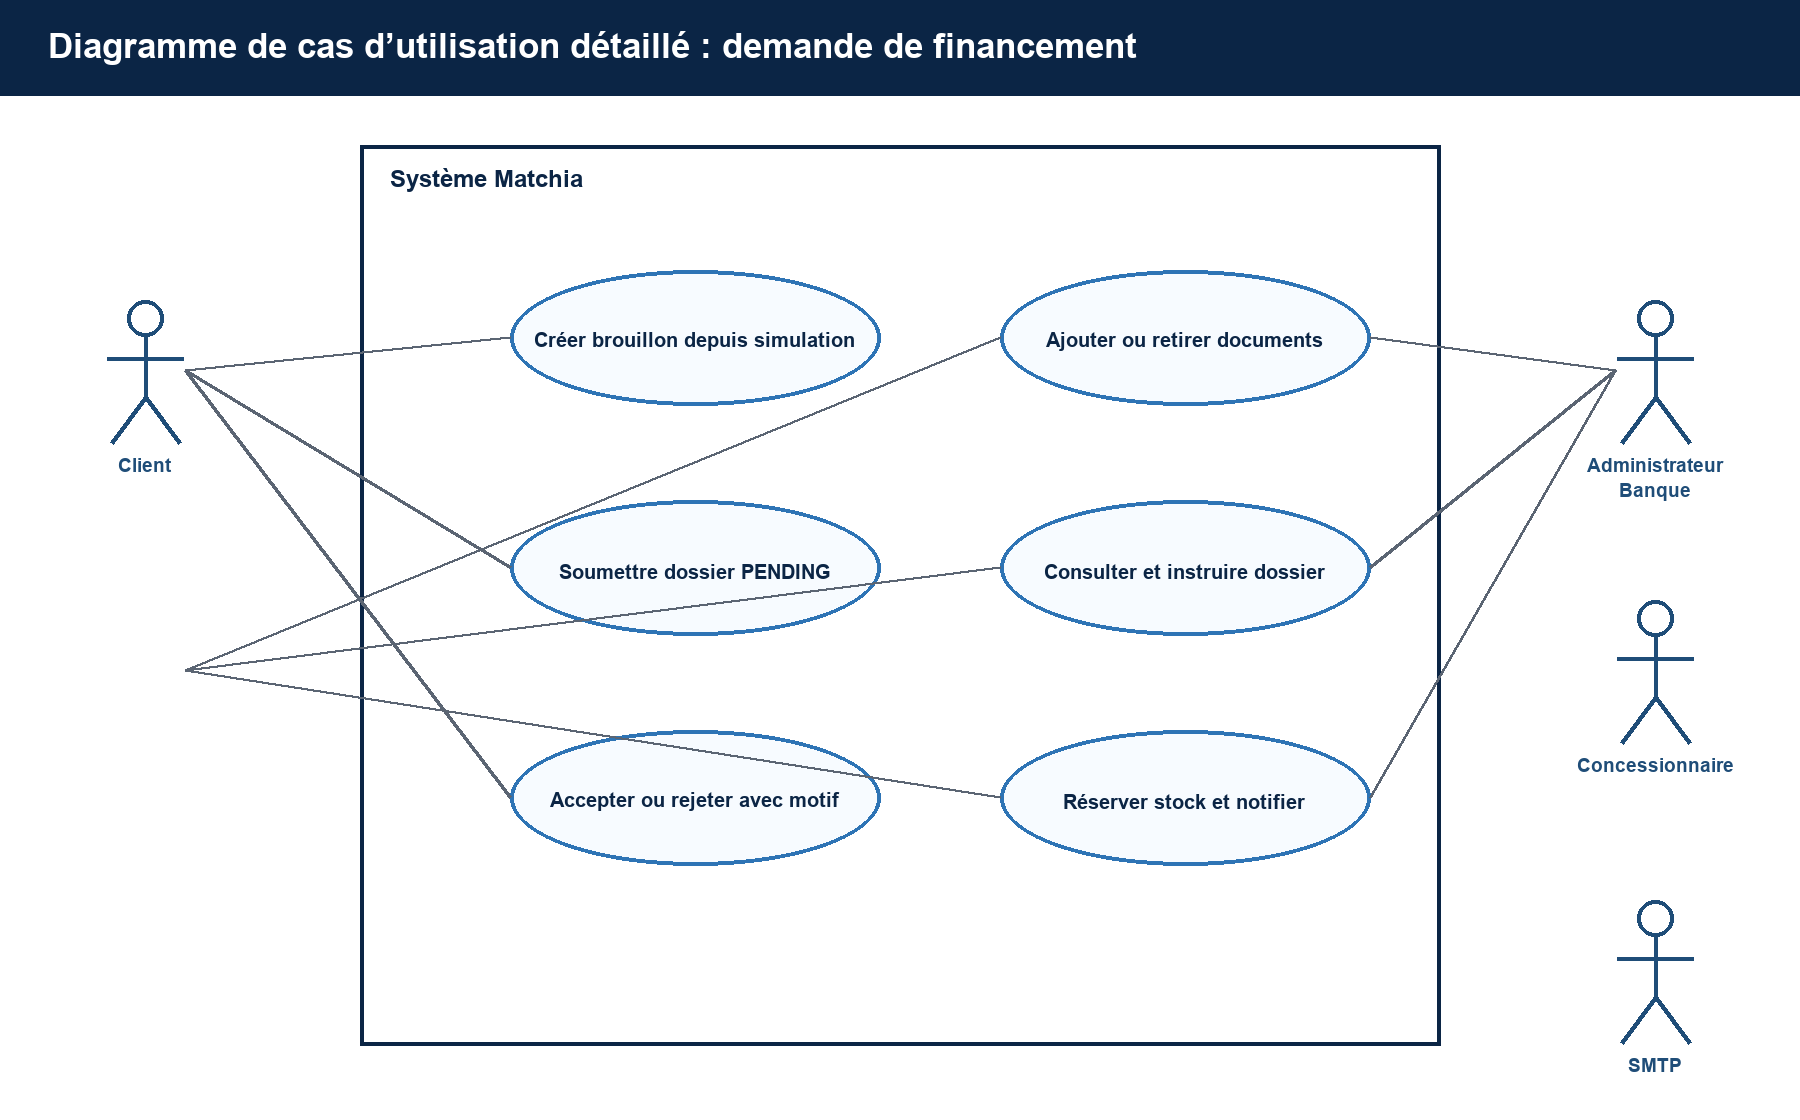 Diagramme de cas d’utilisation détaillé : demande de financement
Système Matchia
Créer brouillon depuis simulation
Ajouter ou retirer documents
Client
Administrateur
Banque
Soumettre dossier PENDING
Consulter et instruire dossier
Concessionnaire
Accepter ou rejeter avec motif
Réserver stock et notifier
SMTP